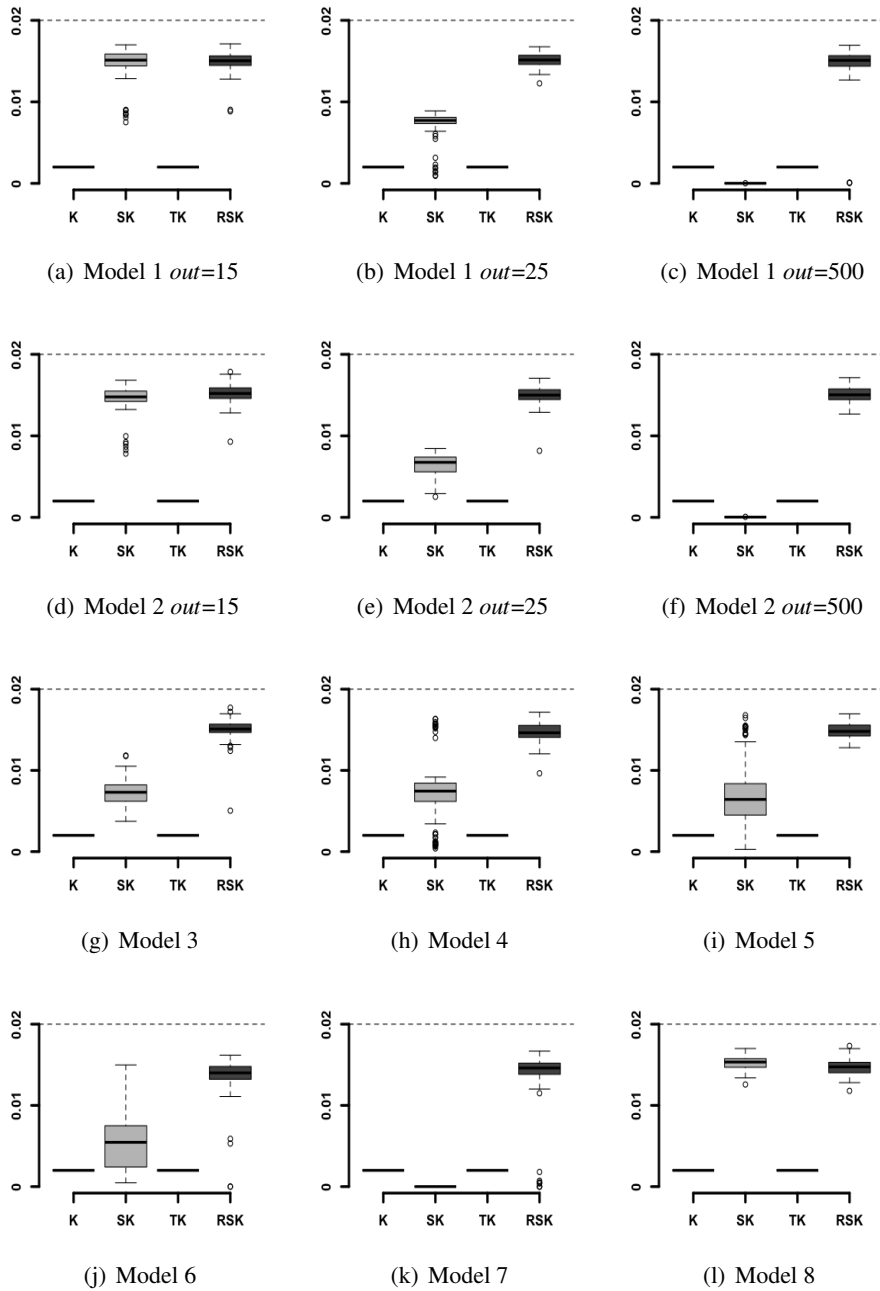 0.02
0.01
0
K SK TK RSK
(a) Model 1 out=15
0.02
0.01
0
K SK TK RSK
(b) Model 1 out=25
0.02
0.01
0
K SK TK RSK
(c) Model 1 out=500
0.02
0.01
0
K SK TK RSK
(d) Model 2 out=15
0.02
0.01
0
K SK TK RSK
(e) Model 2 out=25
0.02
0.01
0
K SK TK RSK
(f) Model 2 out=500
0.02
0.01
0
K SK TK RSK
(g) Model 3
0.02
0.01
0
K SK TK RSK
(h) Model 4
0.02
0.01
0
K SK TK RSK
(i) Model 5
0.02
0.01
0
K SK TK RSK
(j) Model 6
0.02
0.01
0
K SK TK RSK
(k) Model 7
0.02
0.01
0
K SK TK RSK
(l) Model 8